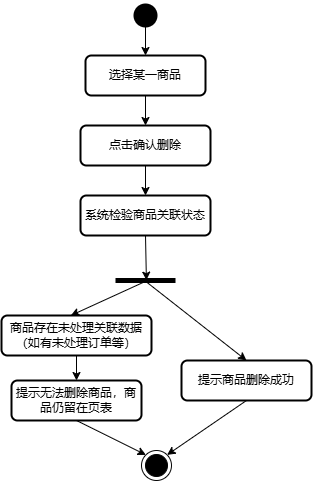 选择某一商品
点击确认删除
系统检验商品关联状态
商品存在未处理关联数据
（如有未处理订单等）
提示无法删除商品，商
品仍留在页表
提示商品删除成功